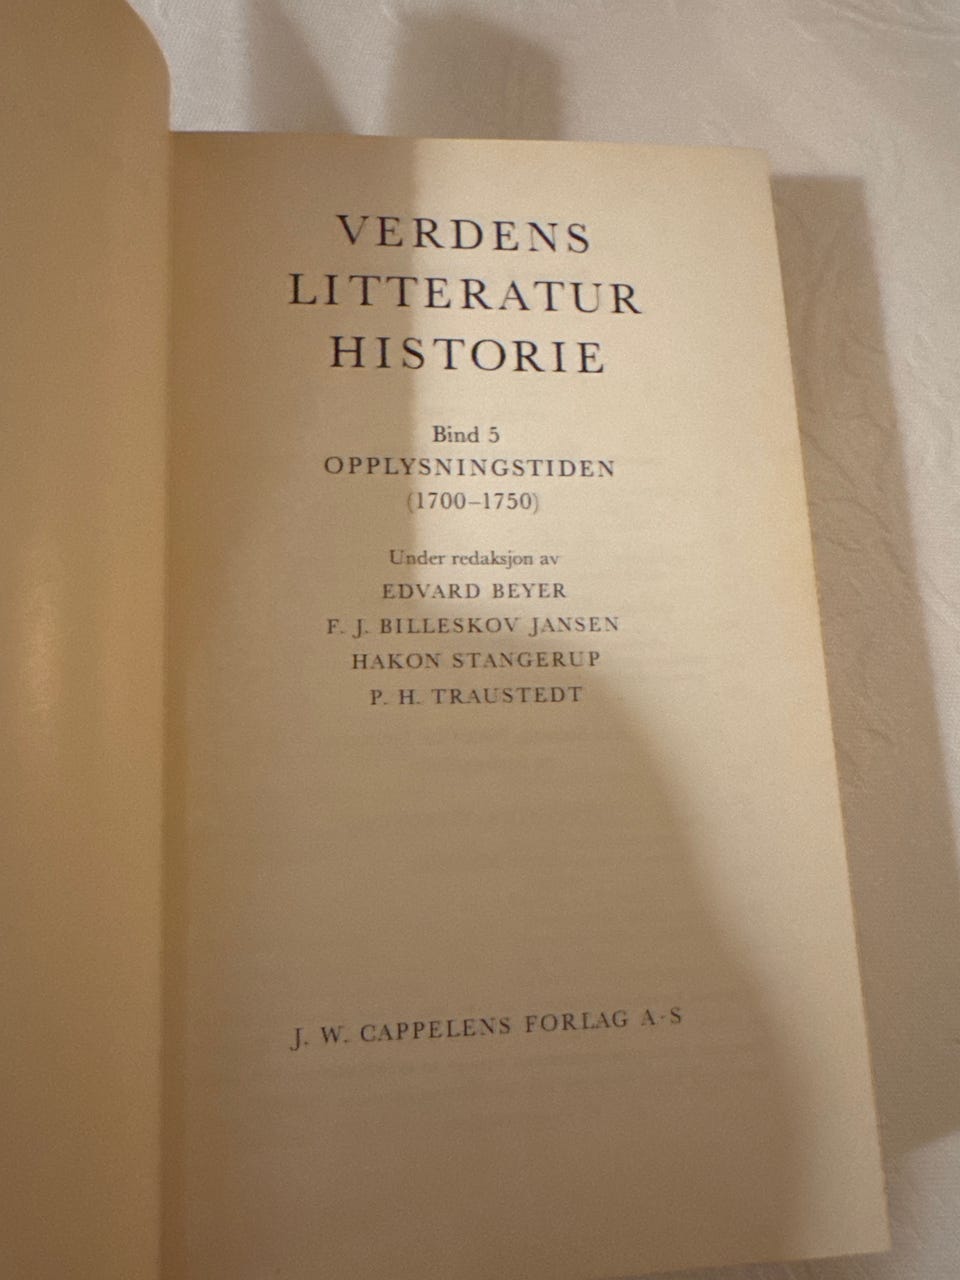 VERDENS
LITTERATUR
HISTORIE
Bind 5
OPPLYSNINGSTIDEN
(1700–1750)
Under redaksjon av
EDVARD BEYER
F. J. BILLESKOV JANSEN
HAKON STANGERUP
P. H. TRAUSTEDT
J. W. CAPPELENS FORLAG A·S